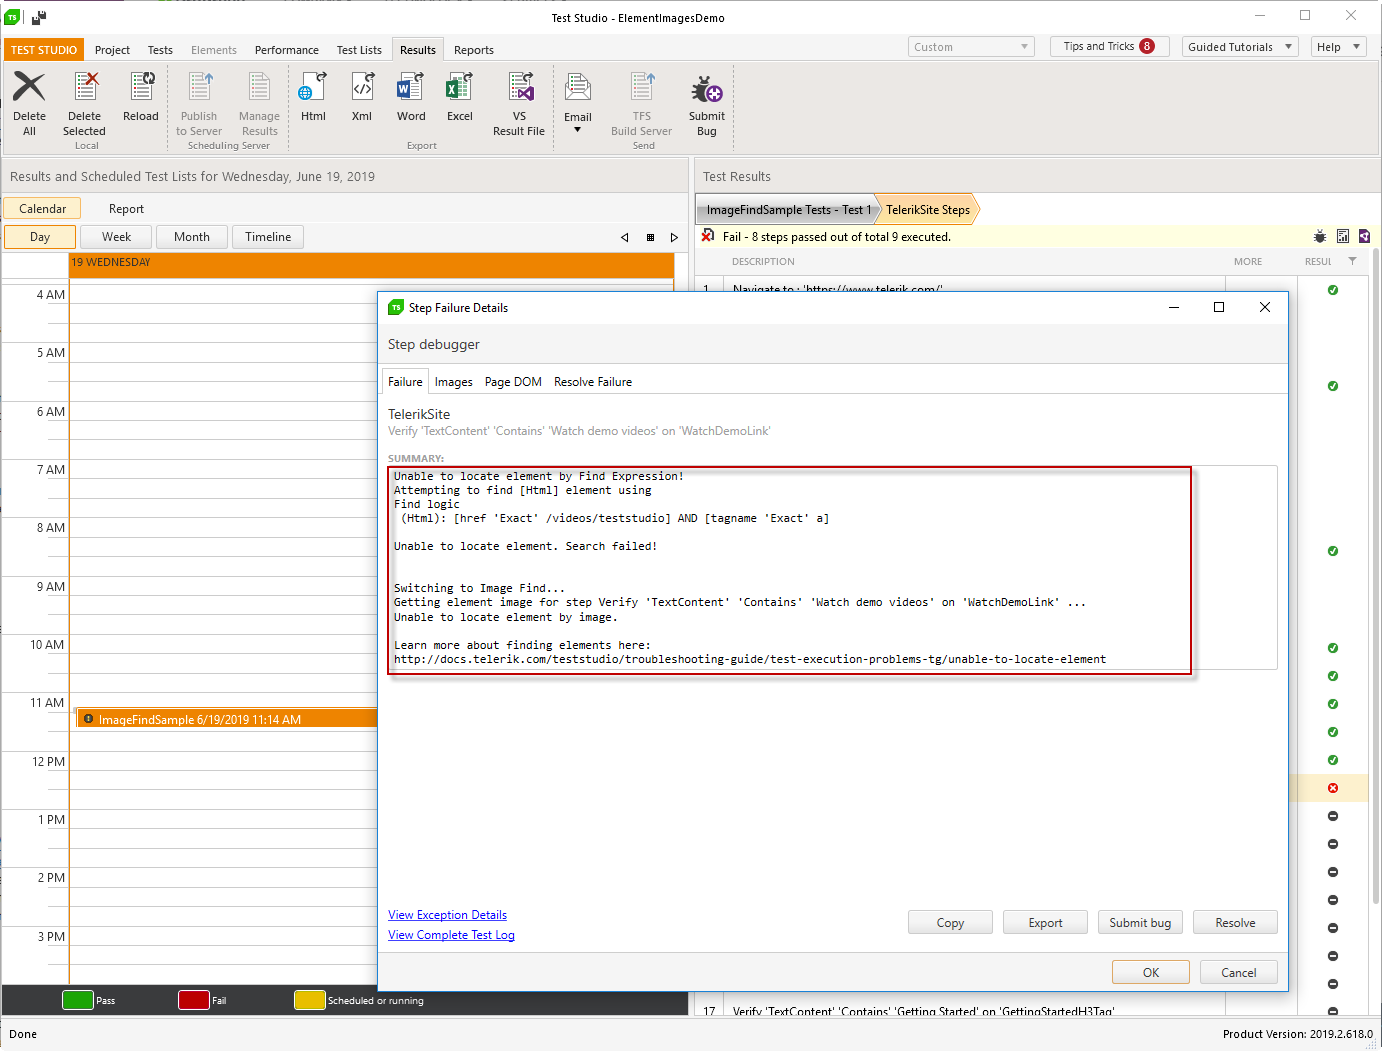 TS
Test Studio - ElementImagesDemo
TEST STUDIO Project Tests Elements Performance Test Lists Results Reports
Custom
Tips and Tricks 8
Guided Tutorials
Help
Delete All
Delete Selected
Reload
Local
Publish to Server
Manage Results
Scheduling Server
Html
Xml
Word
Excel
VS Result File
Export
Email
TFS Build Server
Send
Submit Bug
Results and Scheduled Test Lists for Wednesday, June 19, 2019
Calendar Report
Day Week Month Timeline
19 WEDNESDAY
4 AM
5 AM
6 AM
7 AM
8 AM
9 AM
10 AM
11 AM
ImageFindSample 6/19/2019 11:14 AM
12 PM
1 PM
2 PM
3 PM
Pass Fail Scheduled or running
Test Results
ImageFindSample Tests - Test 1 TelerikSite Steps
Fail - 8 steps passed out of total 9 executed.
DESCRIPTION MORE RESUL
1 Navigate to : 'https://www.telerik.com/'
TS Step Failure Details
Step debugger
Failure Images Page DOM Resolve Failure
TelerikSite
Verify 'TextContent' 'Contains' 'Watch demo videos' on 'WatchDemoLink'
SUMMARY:
Unable to locate element by Find Expression!
Attempting to find [Html] element using
Find logic
(Html): [href 'Exact' /videos/teststudio] AND [tagname 'Exact' a]
Unable to locate element. Search failed!
Switching to Image Find...
Getting element image for step Verify 'TextContent' 'Contains' 'Watch demo videos' on 'WatchDemoLink' ...
Unable to locate element by image.
Learn more about finding elements here:
http://docs.telerik.com/teststudio/troubleshooting-guide/test-execution-problems-tg/unable-to-locate-element
View Exception Details
View Complete Test Log
Copy Export Submit bug Resolve
OK Cancel
17 Verify 'TextContent' 'Contains' 'Getting Started' on 'GettingStartedH3Tag'
Done
Product Version: 2019.2.618.0